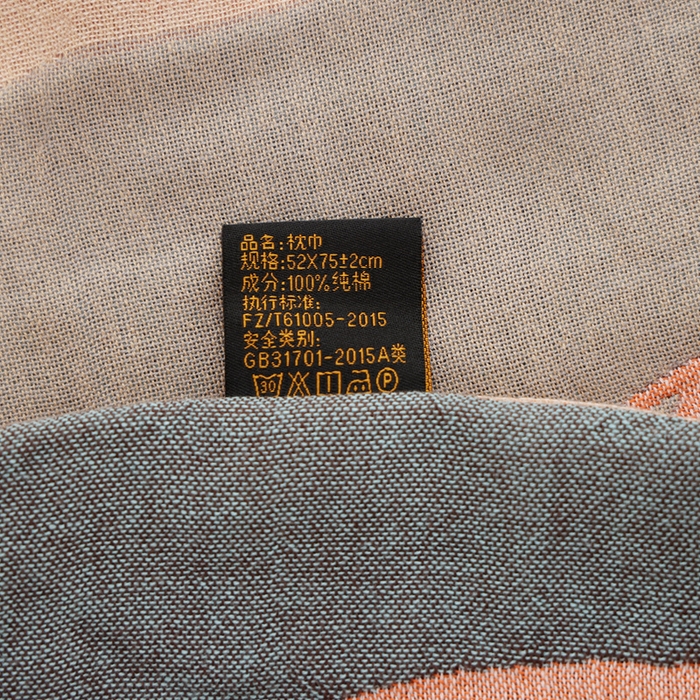 品名:枕巾
规格:52X75±2cm
成分:100%纯棉
执行标准:
FZ/T61005-2015
安全类别:
GB31701-2015A类
30 P